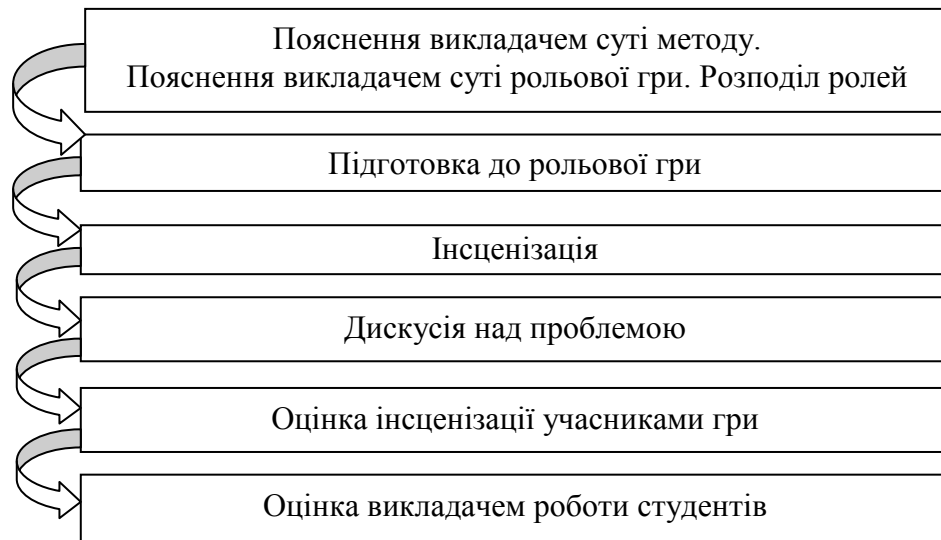 Пояснення викладачем суті методу.
Пояснення викладачем суті рольової гри. Розподіл ролей
Підготовка до рольової гри
Інсценізація
Дискусія над проблемою
Оцінка інсценізації учасниками гри
Оцінка викладачем роботи студентів